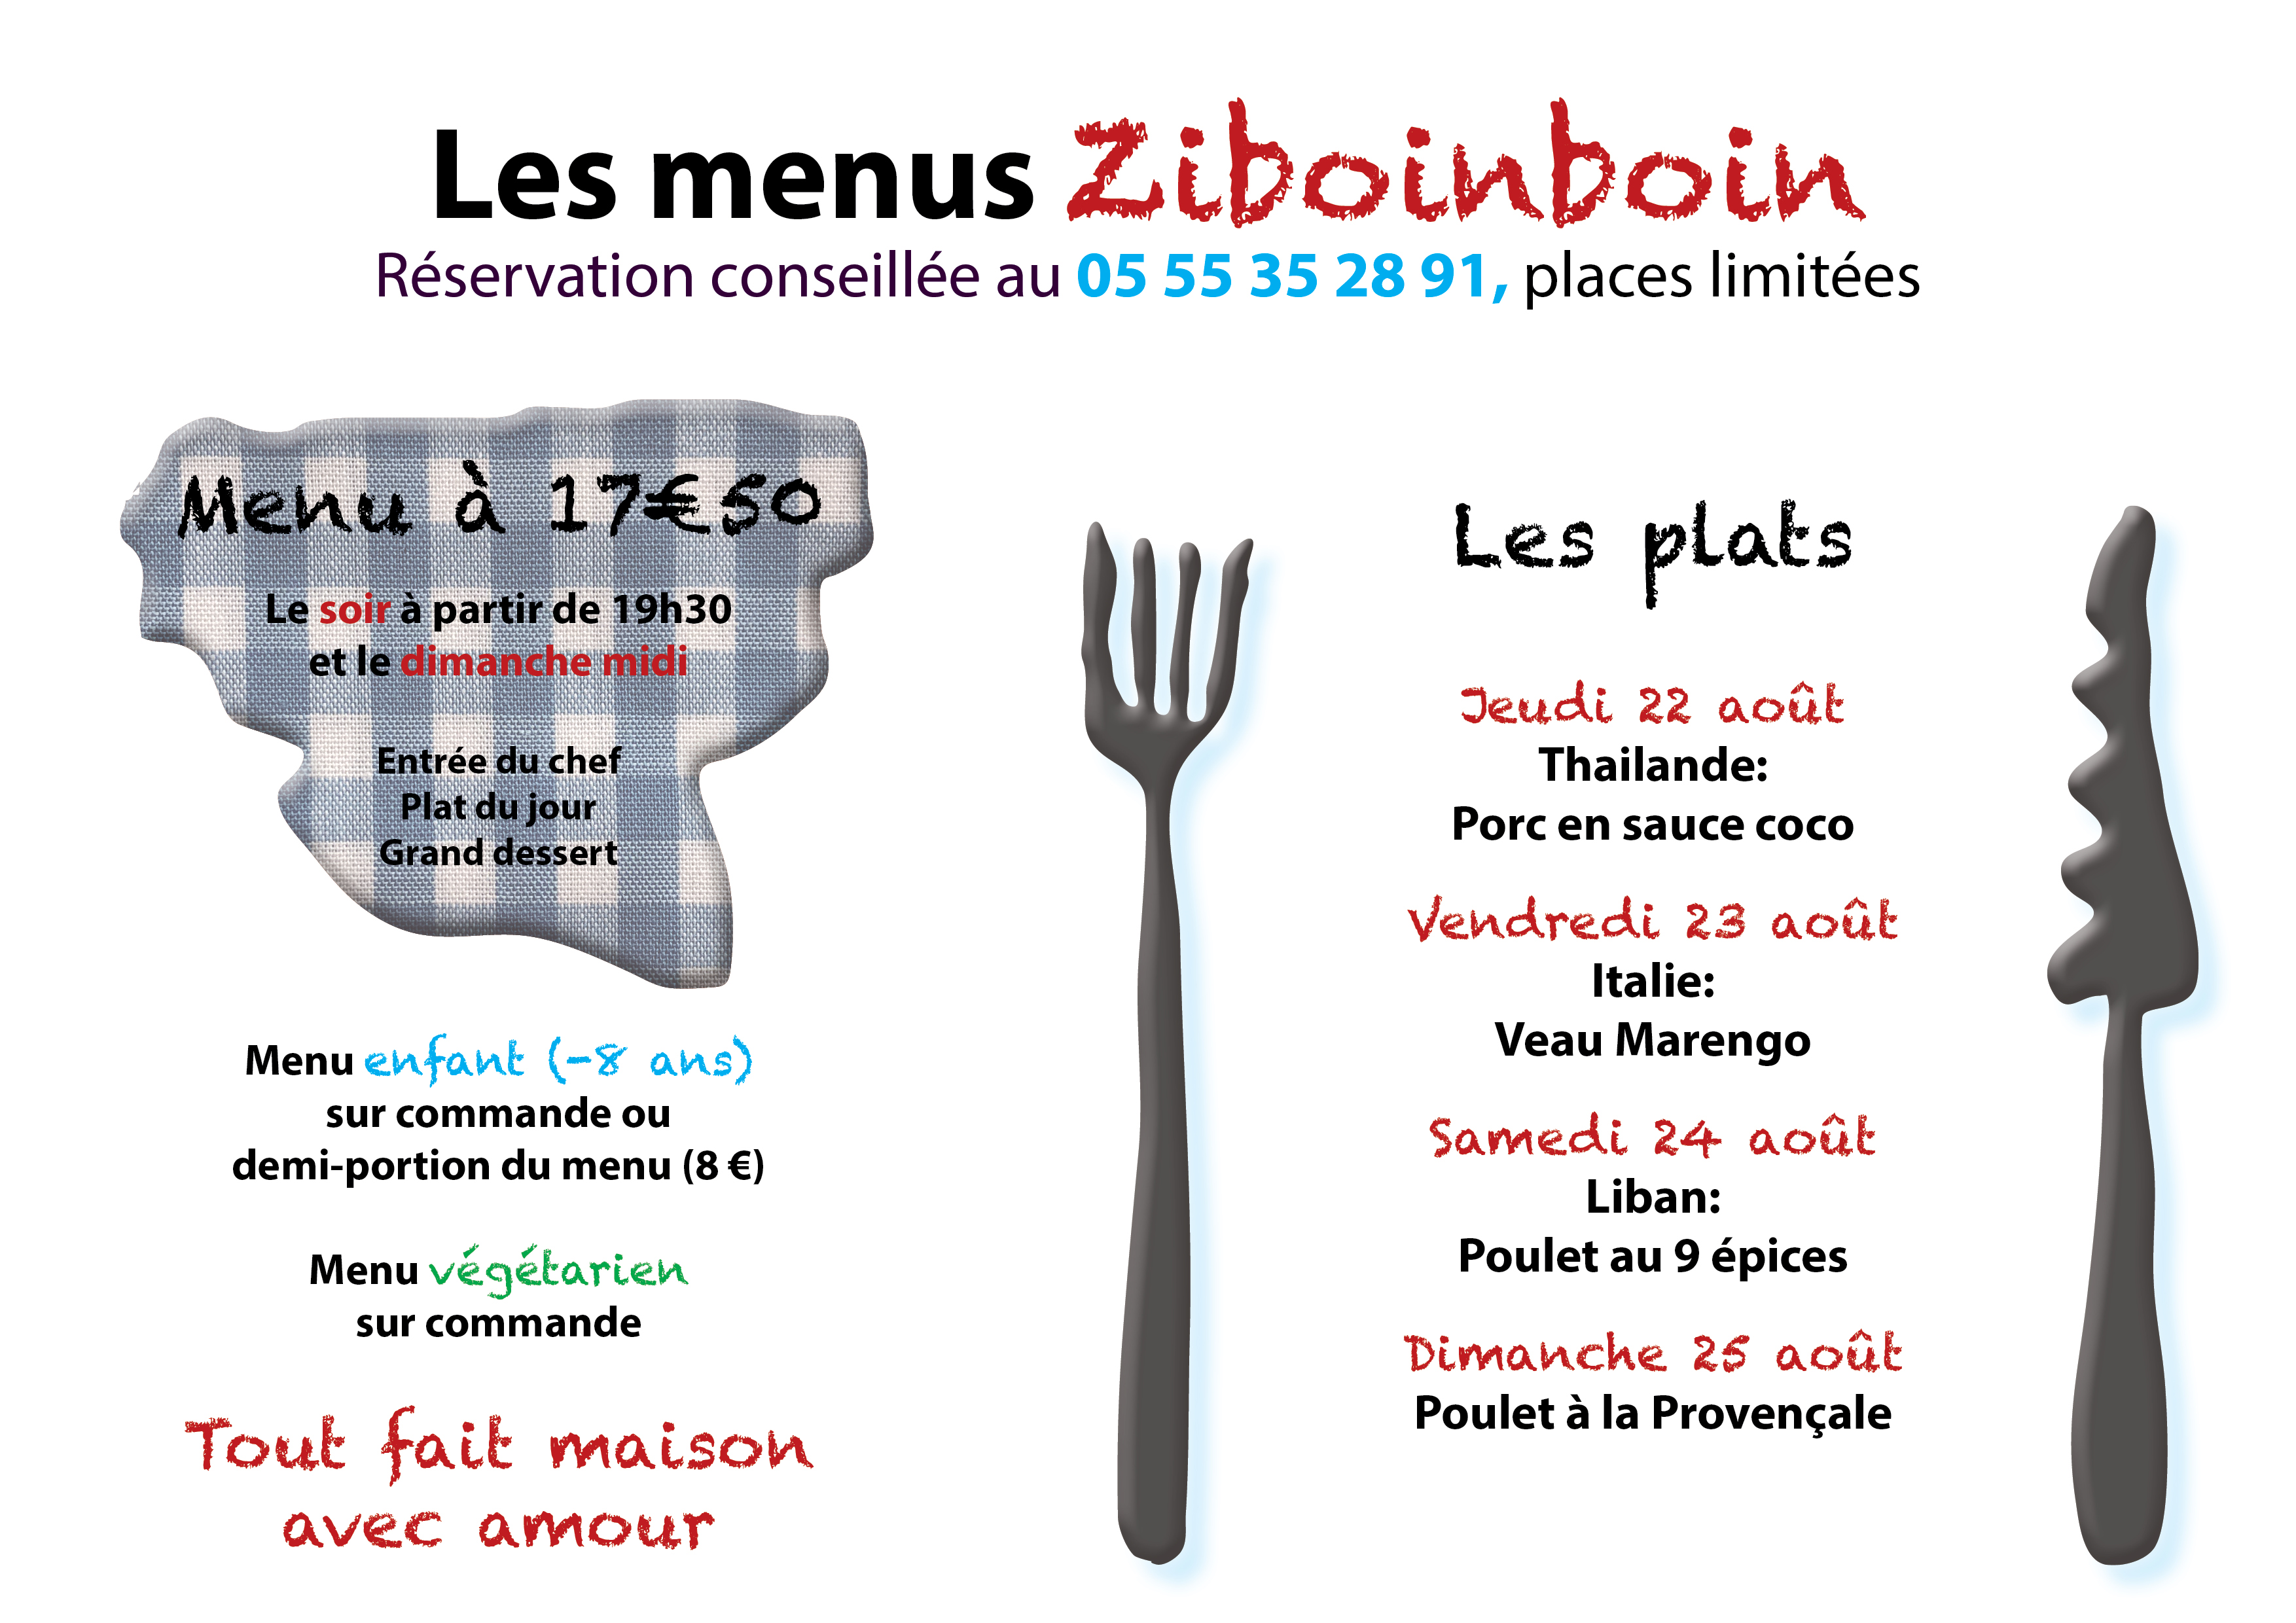 Les menus Ziboinboin
Réservation conseillée au 05 55 35 28 91, places limitées
Menu à 17€50
Le soir à partir de 19h30
et le dimanche midi
Entrée du chef
Plat du jour
Grand dessert
Menu enfant (-8 ans)
sur commande ou
demi-portion du menu (8 €)
Menu végétarien
sur commande
Tout fait maison
avec amour
Les plats
Jeudi 22 août
Thailande:
Porc en sauce coco
Vendredi 23 août
Italie:
Veau Marengo
Samedi 24 août
Liban:
Poulet au 9 épices
Dimanche 25 août
Poulet à la Provençale